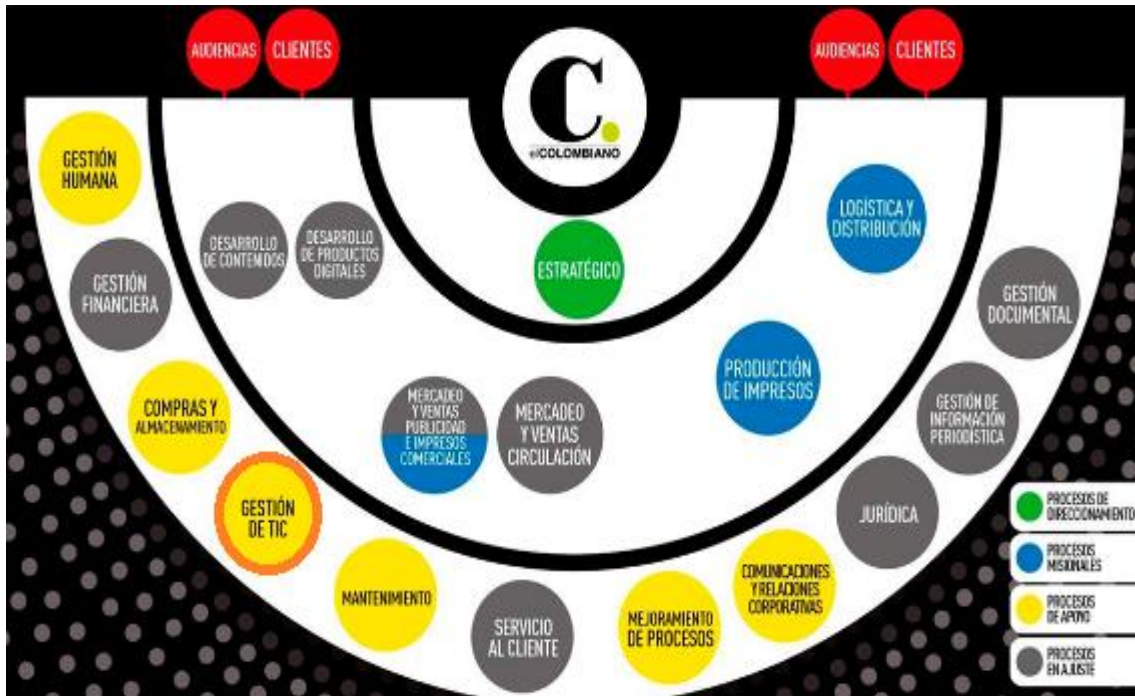 AUDIENCIAS
CLIENTES
AUDIENCIAS
CLIENTES
C.
elCOLOMBIANO
GESTIÓN
HUMANA
LOGÍSTICA Y
DISTRIBUCIÓN
DESARROLLO
DE CONTENIDOS
DESARROLLO
DE PRODUCTOS
DIGITALES
ESTRATÉGICO
GESTIÓN
FINANCIERA
GESTIÓN
DOCUMENTAL
PRODUCCIÓN
DE IMPRESOS
COMPRAS Y
ALMACENAMIENTO
MERCADEO
Y VENTAS
PUBLICIDAD
E IMPRESOS
COMERCIALES
MERCADEO
Y VENTAS
CIRCULACIÓN
GESTIÓN DE
INFORMACIÓN
PERIODÍSTICA
GESTIÓN
DE TIC
JURÍDICA
MANTENIMIENTO
SERVICIO
AL CLIENTE
MEJORAMIENTO
DE PROCESOS
COMUNICACIONES
Y RELACIONES
CORPORATIVAS
PROCESOS DE
DIRECCIONAMIENTO
PROCESOS
MISIONALES
PROCESOS
DE APOYO
PROCESOS
EN AJUSTE